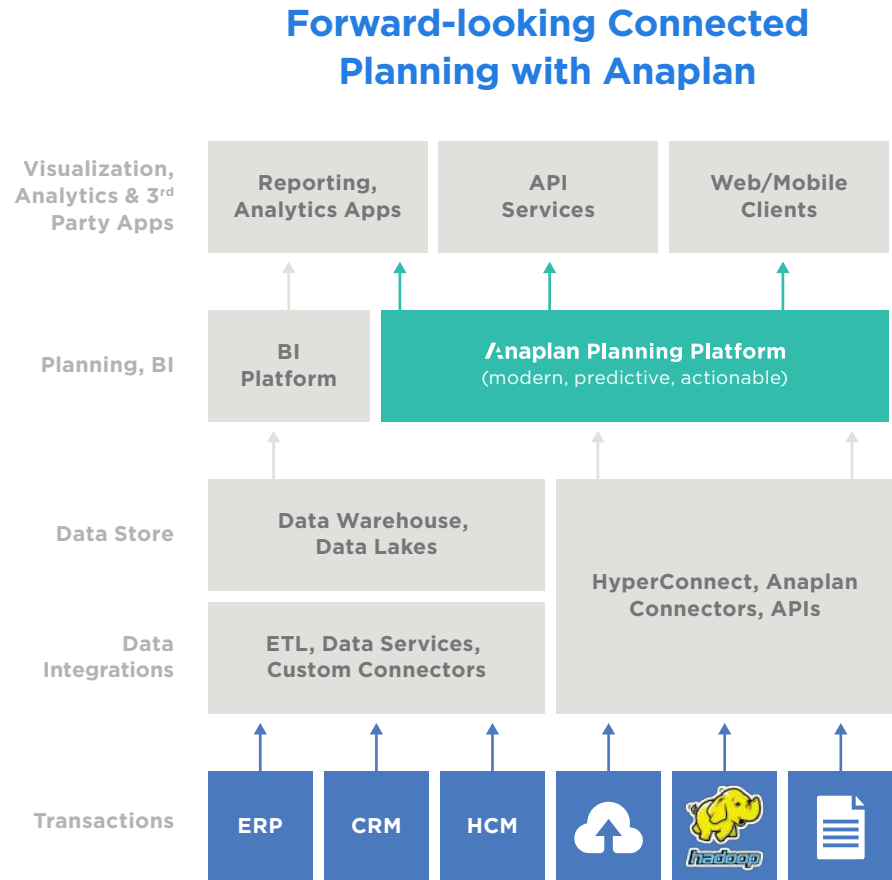 Forward-looking Connected
Planning with Anaplan
Visualization,
Analytics & 3rd
Party Apps
Reporting,
Analytics Apps
API
Services
Web/Mobile
Clients
Planning, BI
BI
Platform
Anaplan Planning Platform
(modern, predictive, actionable)
Data Store
Data Warehouse,
Data Lakes
HyperConnect, Anaplan
Connectors, APIs
Data
Integrations
ETL, Data Services,
Custom Connectors
Transactions
ERP
CRM
HCM
hadoop